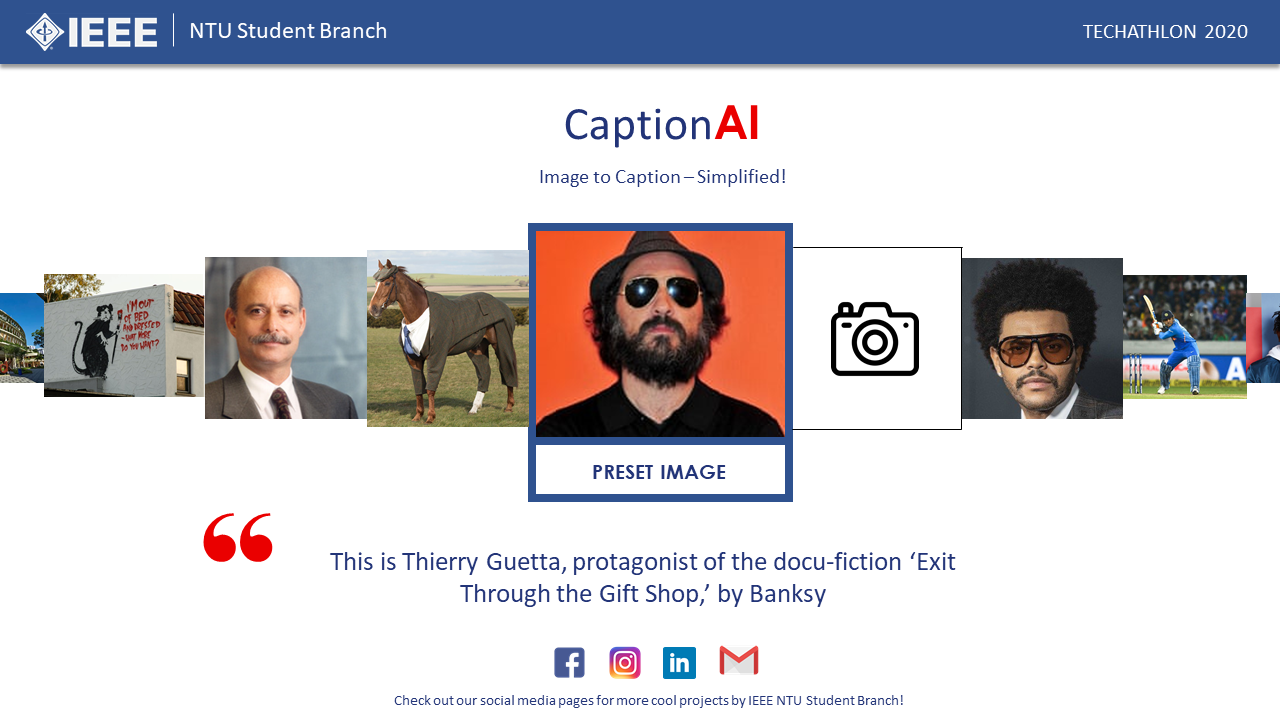 IEEE NTU Student Branch TECHATHLON 2020
CaptionAI
Image to Caption – Simplified!
I'M OUT
OF BED
AND DRESSED
- WHAT MORE
DO YOU WANT?
PRESET IMAGE
“
This is Thierry Guetta, protagonist of the docu-fiction ‘Exit
Through the Gift Shop,’ by Banksy
f in M
Check out our social media pages for more cool projects by IEEE NTU Student Branch!